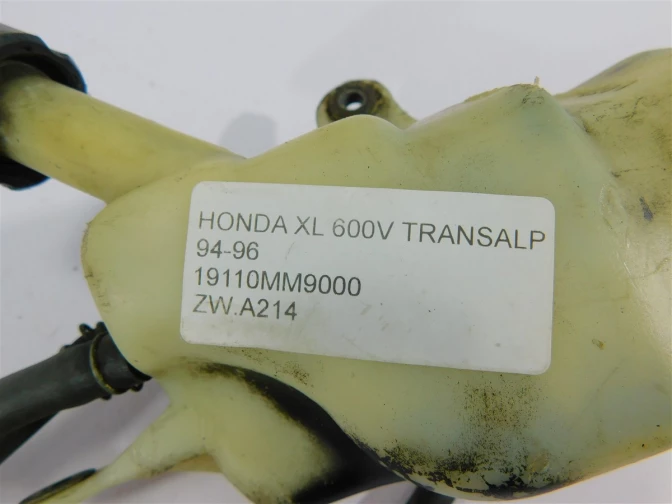 HONDA XL 600V TRANSALP
94-96
19110MM9000
ZW.A214